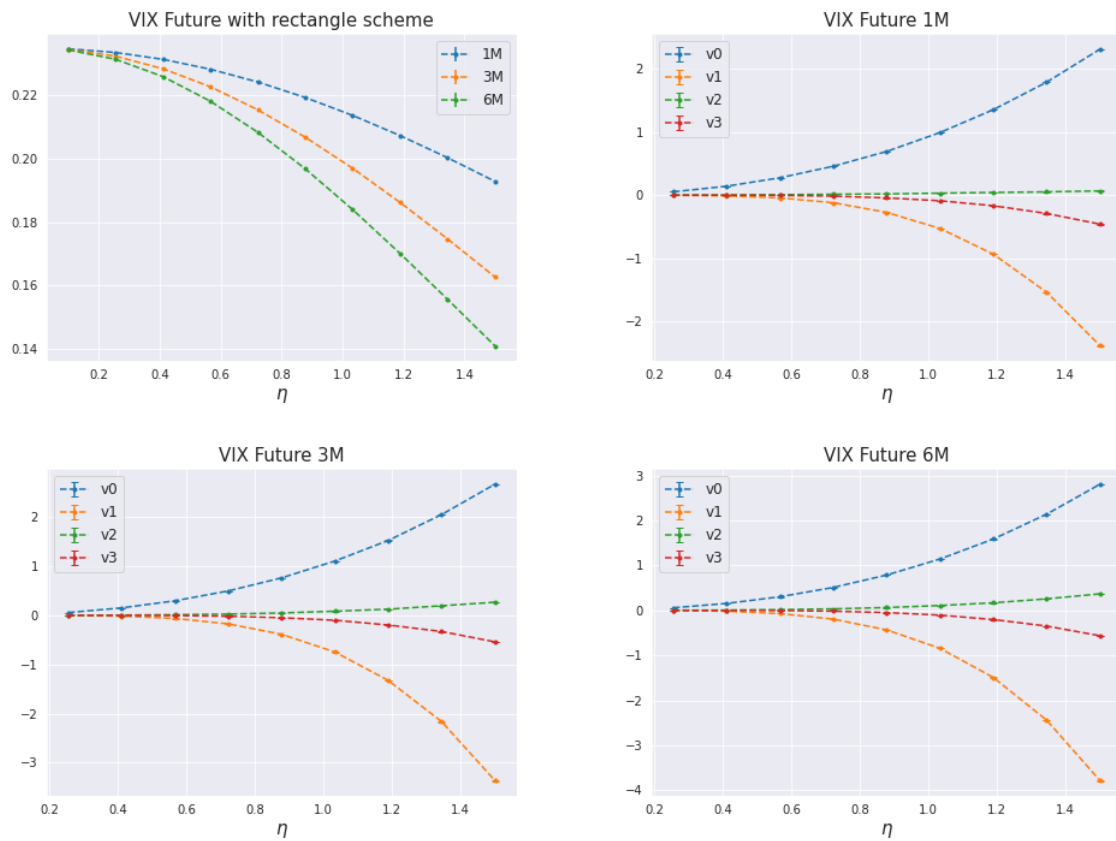 VIX Future with rectangle scheme
1M
3M
6M
0.22
0.20
0.18
0.16
0.14
0.2 0.4 0.6 0.8 1.0 1.2 1.4
η
VIX Future 1M
v0
v1
v2
v3
2
1
0
−1
−2
0.2 0.4 0.6 0.8 1.0 1.2 1.4
η
VIX Future 3M
v0
v1
v2
v3
2
1
0
−1
−2
−3
0.2 0.4 0.6 0.8 1.0 1.2 1.4
η
VIX Future 6M
v0
v1
v2
v3
3
2
1
0
−1
−2
−3
−4
0.2 0.4 0.6 0.8 1.0 1.2 1.4
η